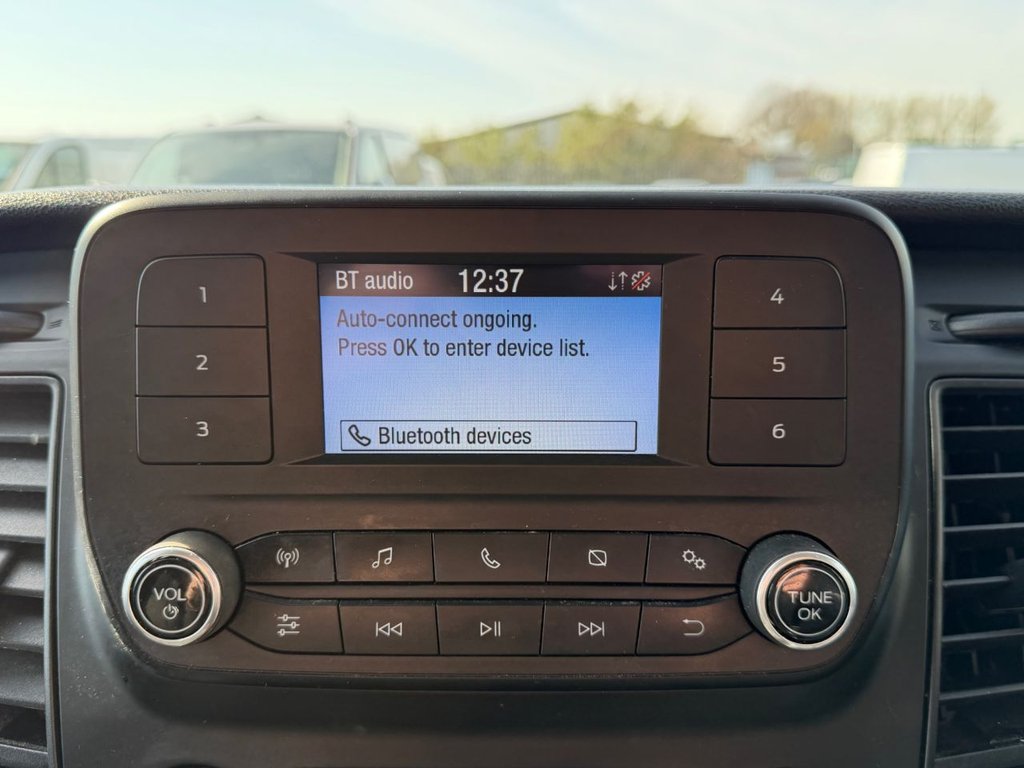 BT audio 12:37
Auto-connect ongoing.
Press OK to enter device list.
Bluetooth devices
1
2
3
4
5
6
VOL
TUNE
OK